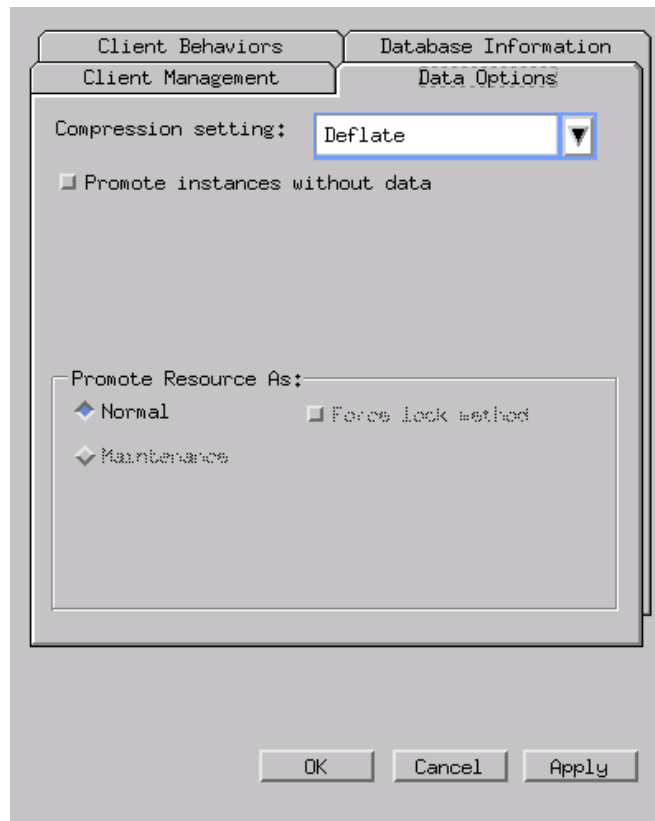 Client Behaviors
Database Information
Client Management
Data Options
Compression setting:
Deflate
Promote instances without data
Promote Resource As:
Normal
Force lock method
Maintenance
OK
Cancel
Apply